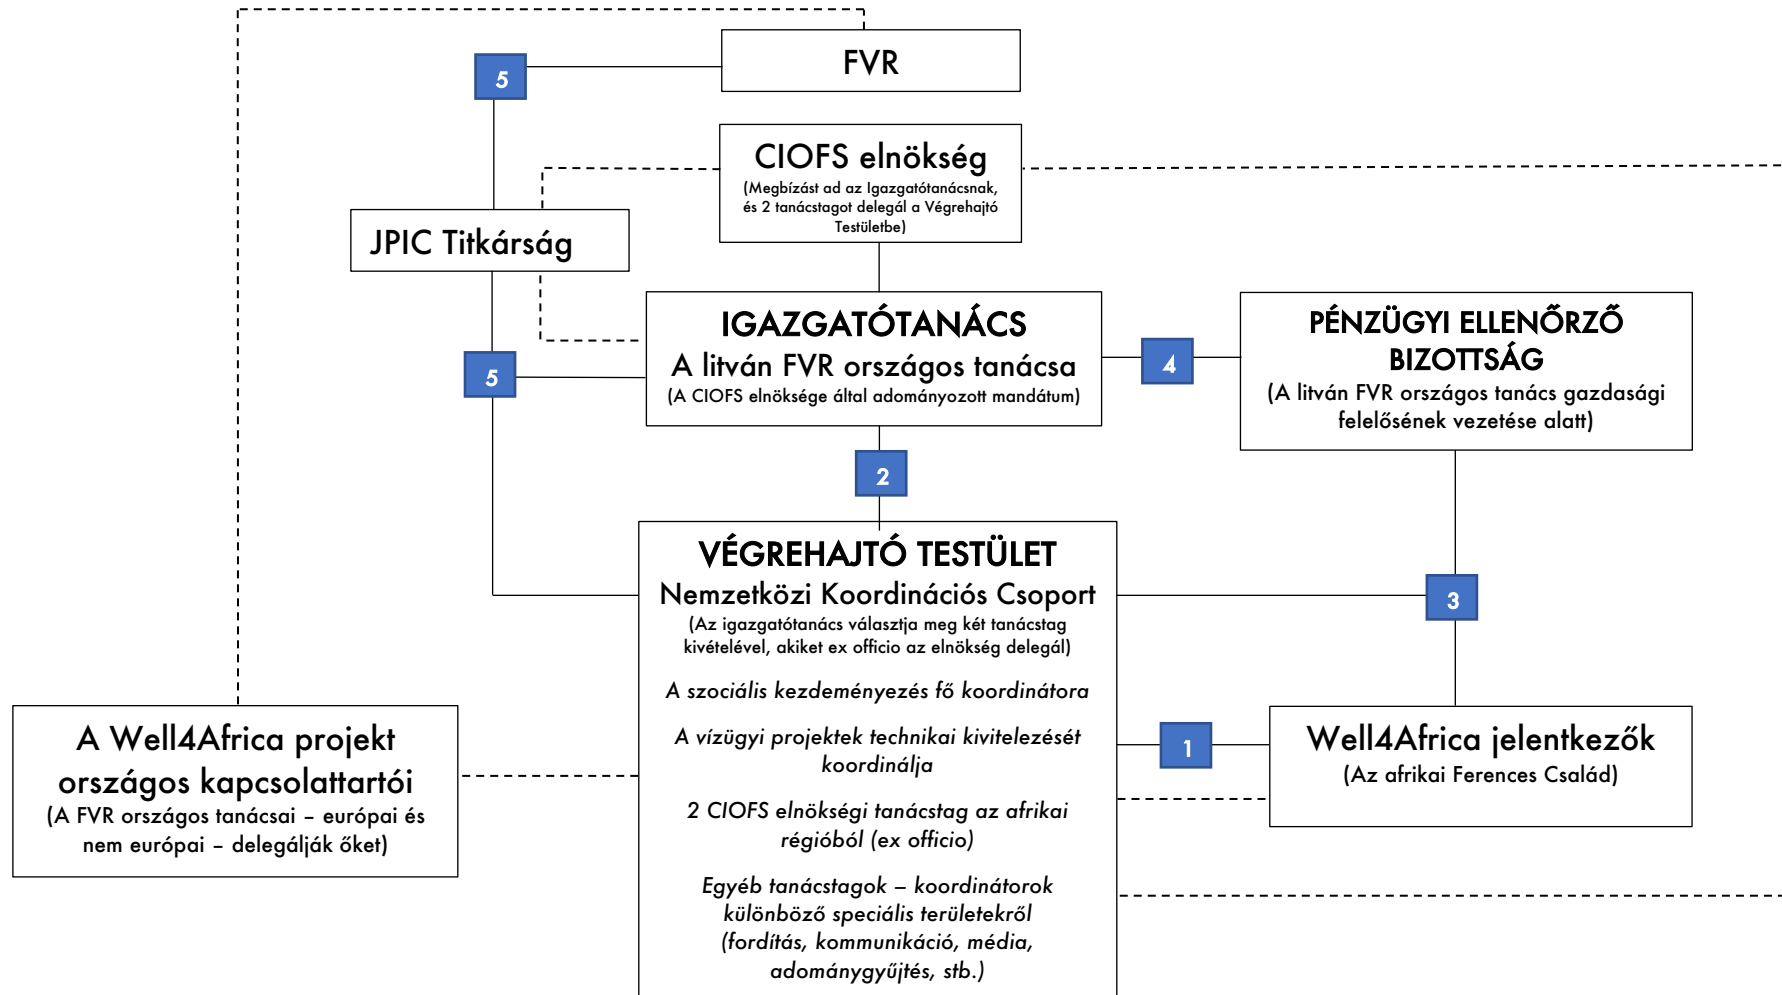 FVR
5
CIOFS elnökség
(Megbízást ad az Igazgatótanácsnak,
és 2 tanácstagot delegál a Végrehajtó
Testületbe)
JPIC Titkárság
IGAZGATÓTANÁCS
A litván FVR országos tanácsa
(A CIOFS elnöksége által adományozott mandátum)
4
PÉNZÜGYI ELLENŐRZŐ
BIZOTTSÁG
(A litván FVR országos tanács gazdasági
felelősének vezetése alatt)
5
2
VÉGREHAJTÓ TESTÜLET
Nemzetközi Koordinációs Csoport
(Az igazgatótanács választja meg két tanácstag
kivételével, akiket ex officio az elnökség delegál)
A szociális kezdeményezés fő koordinátora
A vízügyi projektek technikai kivitelezését
koordinálja
2 CIOFS elnökségi tanácstag az afrikai
régióból (ex officio)
Egyéb tanácstagok – koordinátorok
különböző speciális területekről
(fordítás, kommunikáció, média,
adománygyűjtés, stb.)
3
1
Well4Africa jelentkezők
(Az afrikai Ferences Család)
A Well4Africa projekt
országos kapcsolattartói
(A FVR országos tanácsai – európai és
nem európai – delegálják őket)